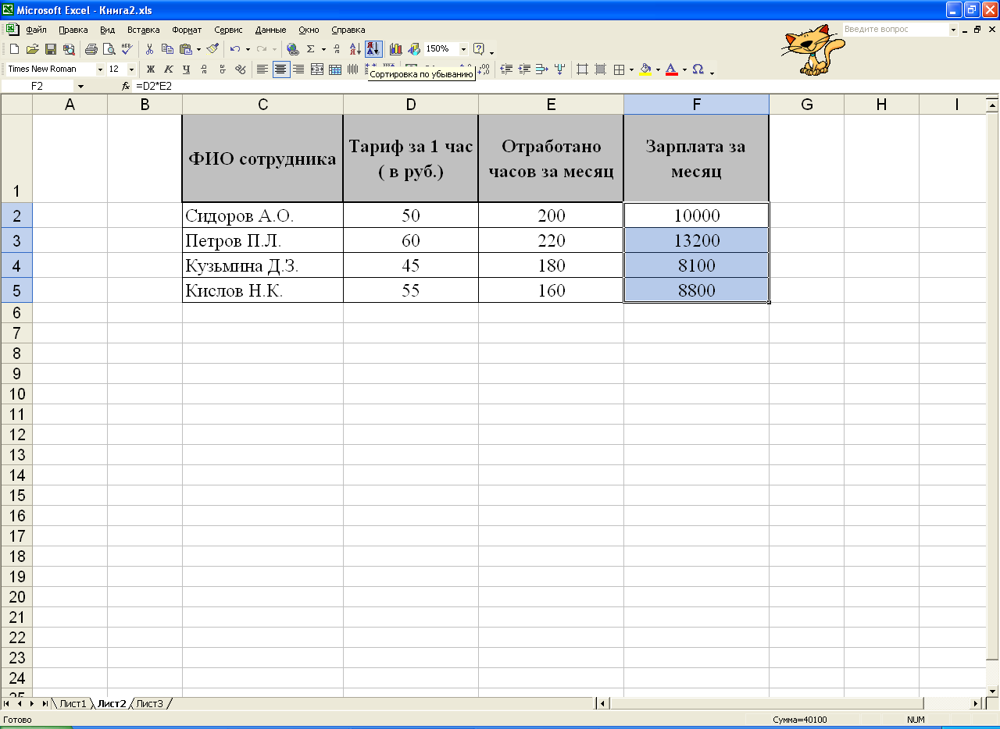 Microsoft Excel - Книга2.xls
Файл Правка Вид Вставка Формат Сервис Данные Окно Справка
Введите вопрос
150%
Times New Roman 12 Ж К Ч
Сортировка по убыванию
F2 fx =D2*E2
A B C D E F G H I
1 ФИО сотрудника Тариф за 1 час ( в руб.) Отработано часов за месяц Зарплата за месяц
2 Сидоров А.О. 50 200 10000
3 Петров П.Л. 60 220 13200
4 Кузьмина Д.З. 45 180 8100
5 Кислов Н.К. 55 160 8800
6
7
8
9
10
11
12
13
14
15
16
17
18
19
20
21
22
23
24
25
Лист1 Лист2 Лист3
Готово Сумма=40100 NUM